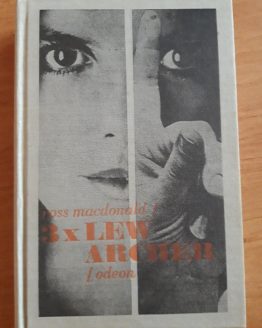 ross macdonald /
3 x LEW
ARCHER
/ odeon